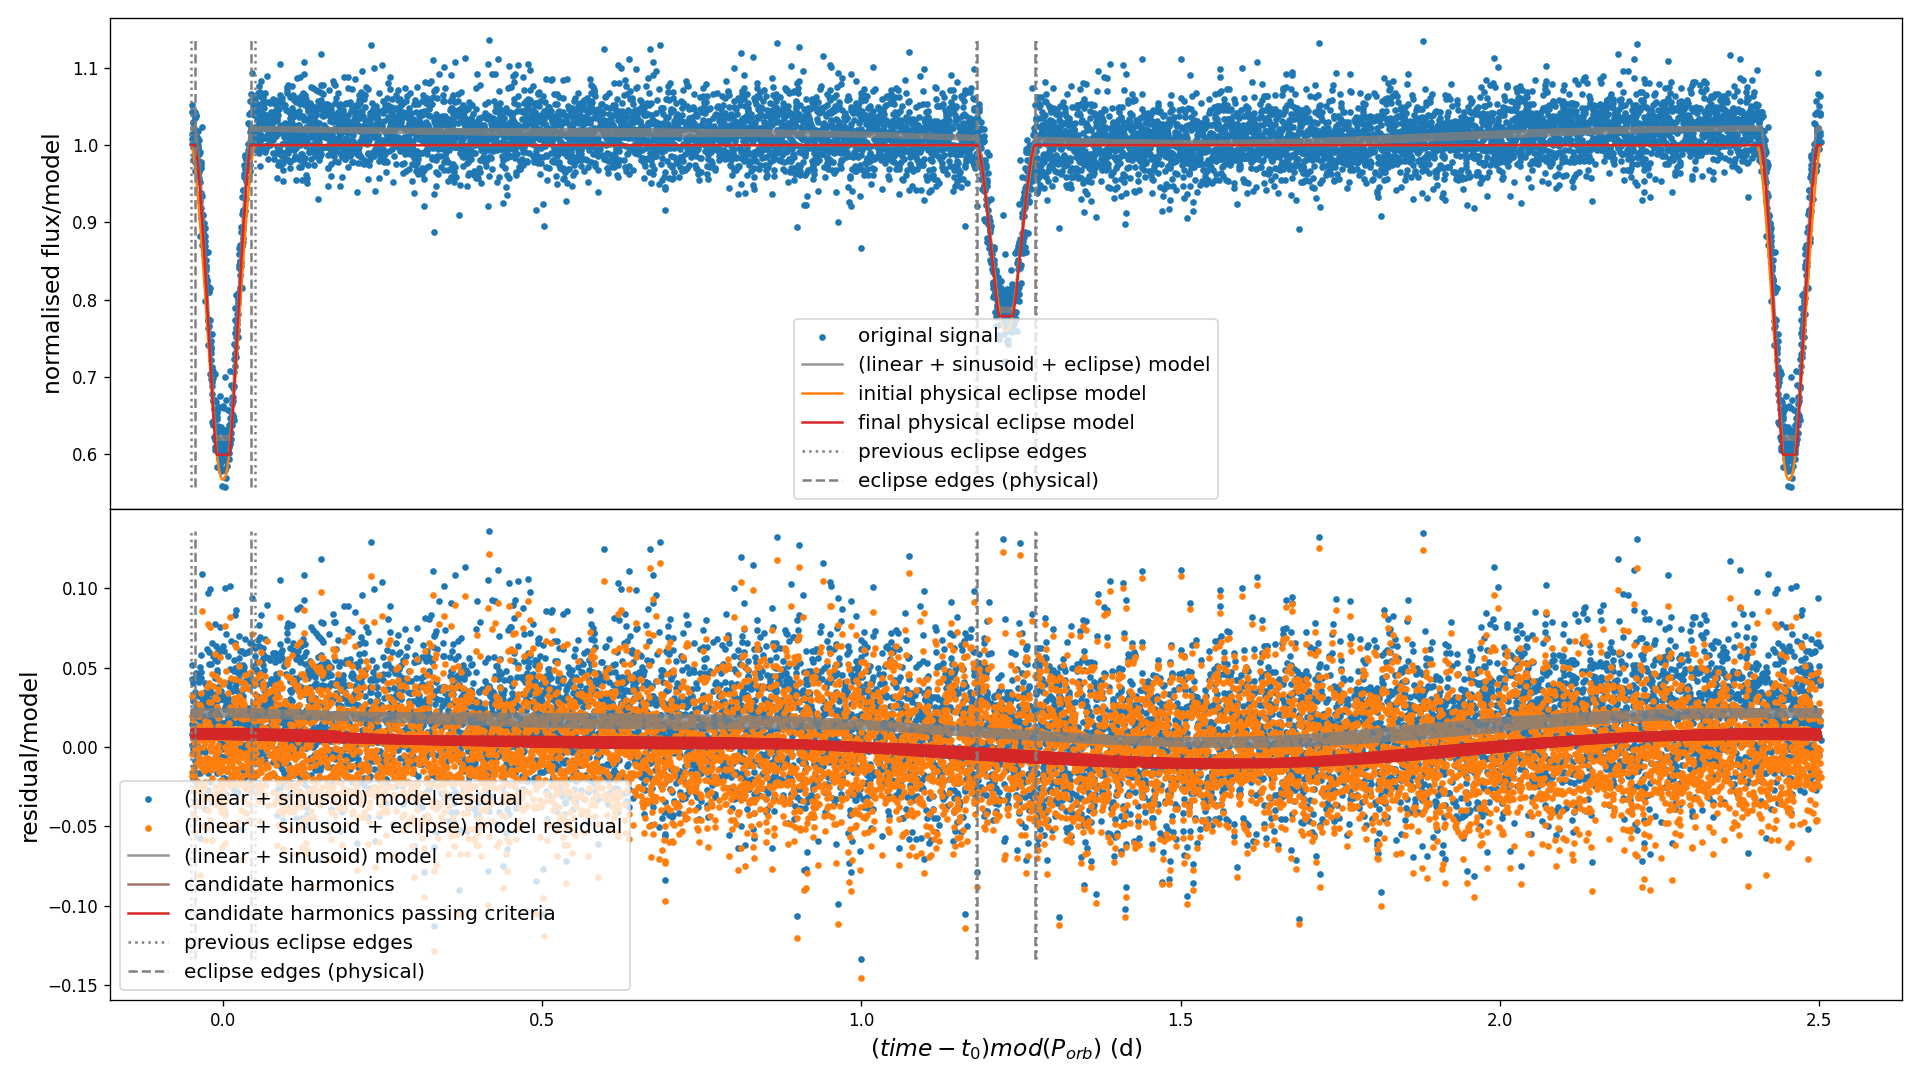 normalised flux/model
1.1
1.0
0.9
0.8
0.7
0.6
original signal
(linear + sinusoid + eclipse) model
initial physical eclipse model
final physical eclipse model
previous eclipse edges
eclipse edges (physical)
residual/model
0.10
0.05
0.00
−0.05
−0.10
−0.15
(linear + sinusoid) model residual
(linear + sinusoid + eclipse) model residual
(linear + sinusoid) model
candidate harmonics
candidate harmonics passing criteria
previous eclipse edges
eclipse edges (physical)
0.0 0.5 1.0 1.5 2.0 2.5
(time − t₀)mod(P_orb) (d)